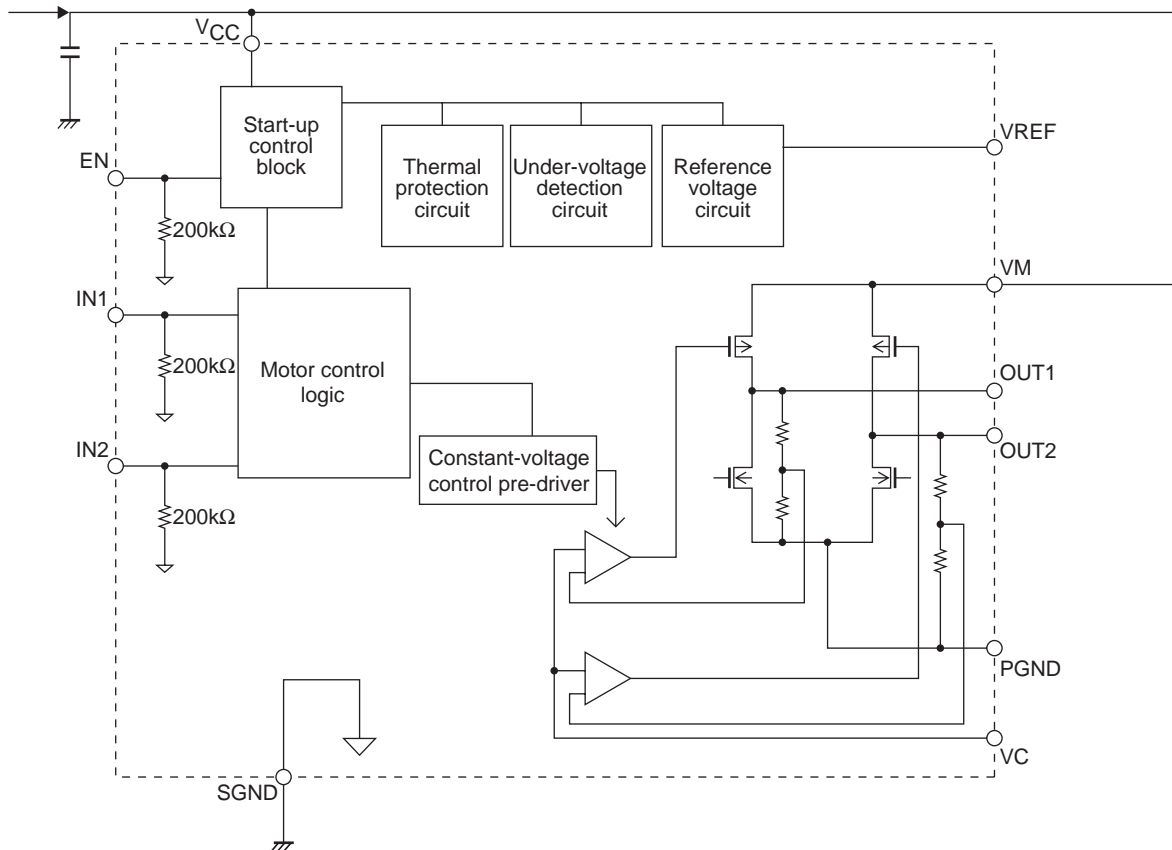 VCC
Start-up
control
block
Thermal
protection
circuit
Under-voltage
detection
circuit
Reference
voltage
circuit
VREF
EN
200kΩ
VM
IN1
200kΩ
Motor control
logic
OUT1
OUT2
IN2
200kΩ
Constant-voltage
control pre-driver
PGND
VC
SGND